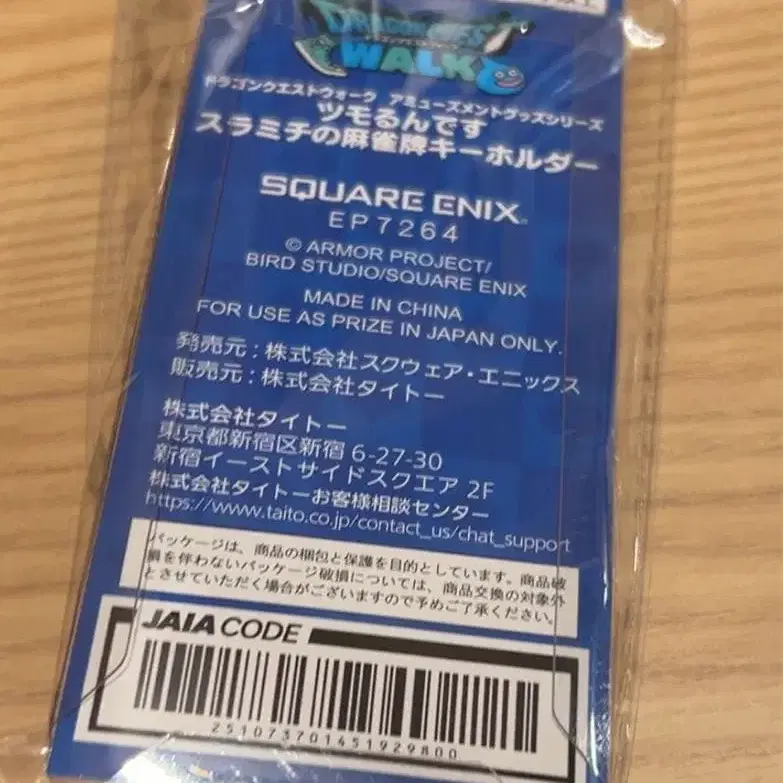 DRAGON QUEST
WALK
ドラゴンクエストウォーク アミューズメントグッズシリーズ
ツモるんです
スラミチの麻雀牌キーホルダー
SQUARE ENIX
EP7264
© ARMOR PROJECT/
BIRD STUDIO/SQUARE ENIX
MADE IN CHINA
FOR USE AS PRIZE IN JAPAN ONLY.
発売元：株式会社スクウェア・エニックス
販売元：株式会社タイトー
株式会社タイトー
東京都新宿区新宿 6-27-30
新宿イーストサイドスクエア 2F
株式会社タイトーお客様相談センター
https://www.taito.co.jp/contact_us/chat_support
パッケージは、商品の梱包と保護を目的としています。商品破
損を伴わないパッケージ破損については、商品交換の対象外
とさせていただく場合がございますので予めご了承ください。
JAIA CODE
251073701451929800